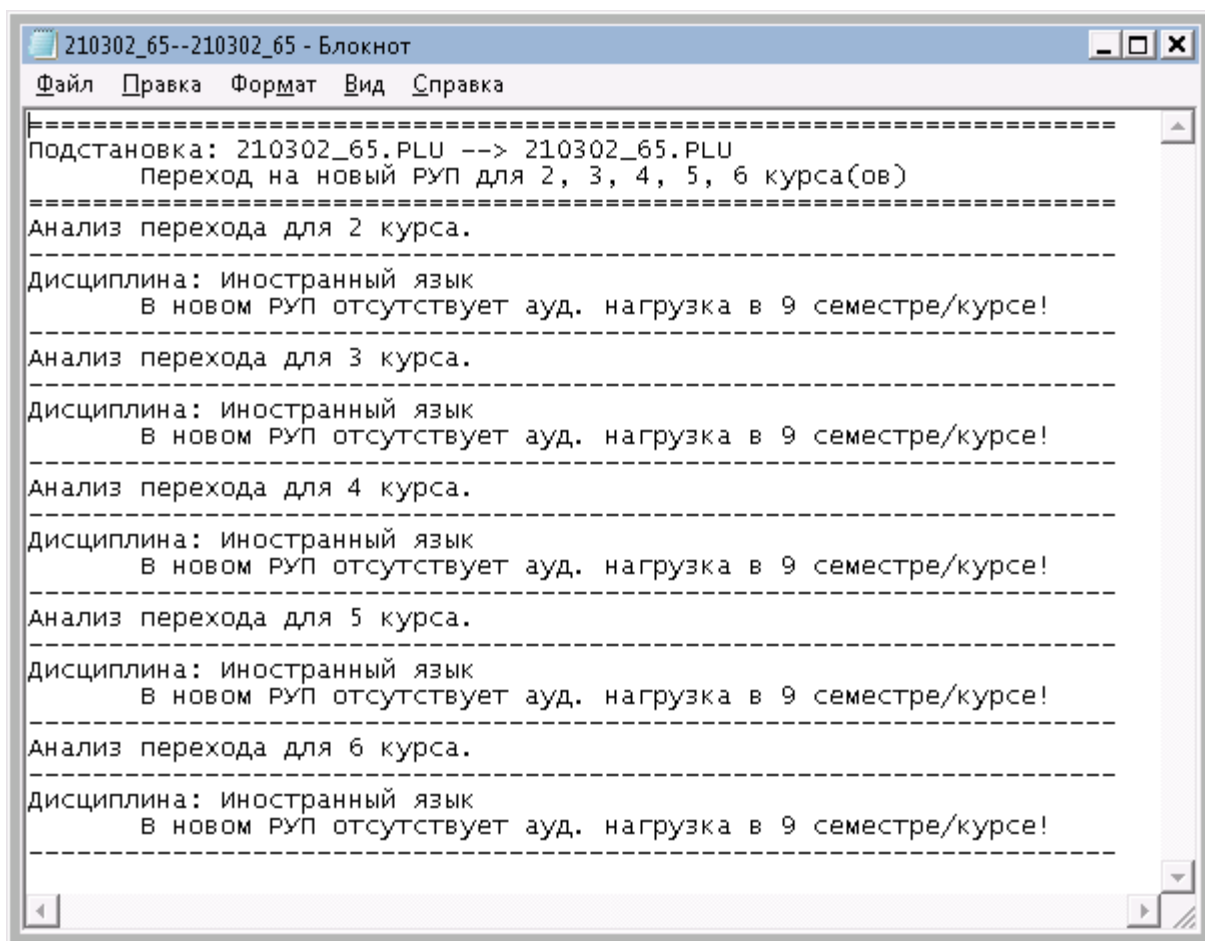 210302_65--210302_65 - Блокнот
Файл Правка Формат Вид Справка
====================================================================
Подстановка: 210302_65.PLU --> 210302_65.PLU
Переход на новый РУП для 2, 3, 4, 5, 6 курса(ов)
====================================================================
Анализ перехода для 2 курса.
--------------------------------------------------------------------
Дисциплина: Иностранный язык
В новом РУП отсутствует ауд. нагрузка в 9 семестре/курсе!
--------------------------------------------------------------------
Анализ перехода для 3 курса.
--------------------------------------------------------------------
Дисциплина: Иностранный язык
В новом РУП отсутствует ауд. нагрузка в 9 семестре/курсе!
--------------------------------------------------------------------
Анализ перехода для 4 курса.
--------------------------------------------------------------------
Дисциплина: Иностранный язык
В новом РУП отсутствует ауд. нагрузка в 9 семестре/курсе!
--------------------------------------------------------------------
Анализ перехода для 5 курса.
--------------------------------------------------------------------
Дисциплина: Иностранный язык
В новом РУП отсутствует ауд. нагрузка в 9 семестре/курсе!
--------------------------------------------------------------------
Анализ перехода для 6 курса.
--------------------------------------------------------------------
Дисциплина: Иностранный язык
В новом РУП отсутствует ауд. нагрузка в 9 семестре/курсе!
--------------------------------------------------------------------